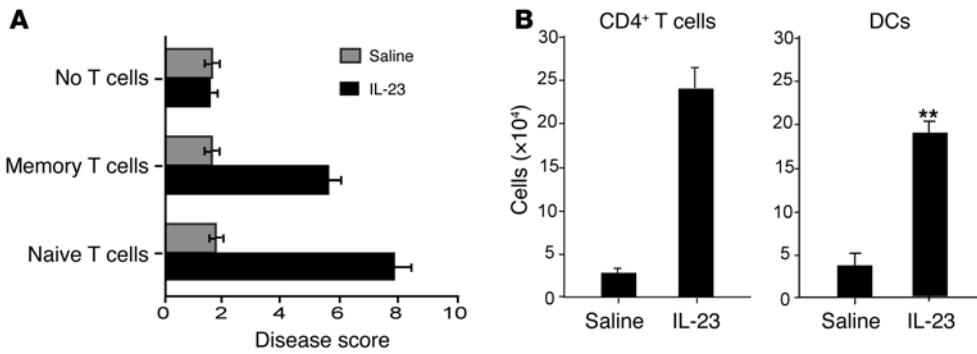 A
No T cells
Memory T cells
Naive T cells
Saline
IL-23
0 2 4 6 8 10
Disease score
B
CD4⁺ T cells
Cells (×10⁴)
30
25
20
15
10
5
0
Saline IL-23
DCs
30
25
20
15
10
5
0
**
Saline IL-23